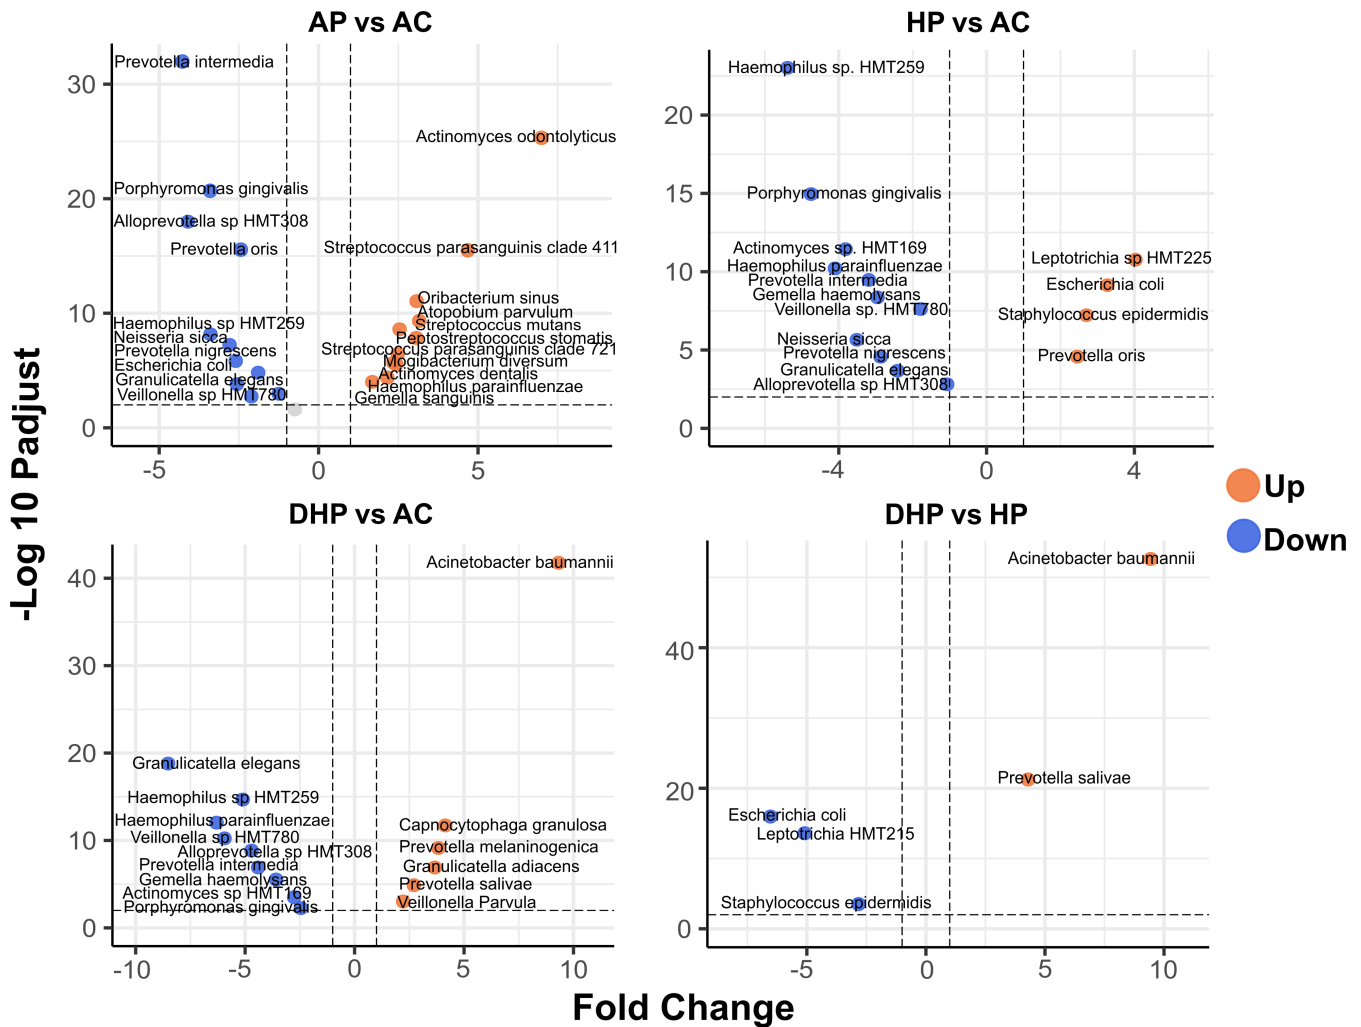 AP vs AC
Prevotella intermedia
Actinomyces odontolyticus
Porphyromonas gingivalis
Alloprevotella sp HMT308
Prevotella oris
Streptococcus parasanguinis clade 411
Oribacterium sinus
Atopobium parvulum
Haemophilus sp HMT259
Streptococcus mutans
Neisseria sicca
Peptostreptococcus stomatis
Prevotella nigrescens
Streptococcus parasanguinis clade 721
Escherichia coli
Mogibacterium diversum
Granulicatella elegans
Actinomyces dentalis
Veillonella sp HMT780
Haemophilus parainfluenzae
Gemella sanguinis
30
20
10
0
-5
0
5
HP vs AC
Haemophilus sp. HMT259
Porphyromonas gingivalis
Actinomyces sp. HMT169
Leptotrichia sp HMT225
Haemophilus parainfluenzae
Prevotella intermedia
Escherichia coli
Gemella haemolysans
Veillonella sp. HMT780
Staphylococcus epidermidis
Neisseria sicca
Prevotella nigrescens
Prevotella oris
Granulicatella elegans
Alloprevotella sp HMT308
20
15
10
5
0
-4
0
4
DHP vs AC
Acinetobacter baumannii
Granulicatella elegans
Haemophilus sp HMT259
Haemophilus parainfluenzae
Capnocytophaga granulosa
Veillonella sp HMT780
Alloprevotella sp HMT308
Prevotella melaninogenica
Prevotella intermedia
Granulicatella adiacens
Gemella haemolysans
Prevotella salivae
Actinomyces sp HMT169
Veillonella Parvula
Porphyromonas gingivalis
40
30
20
10
0
-10
-5
0
5
10
DHP vs HP
Acinetobacter baumannii
Prevotella salivae
Escherichia coli
Leptotrichia HMT215
Staphylococcus epidermidis
40
20
0
-5
0
5
10
Up
Down
-Log 10 Padjust
Fold Change